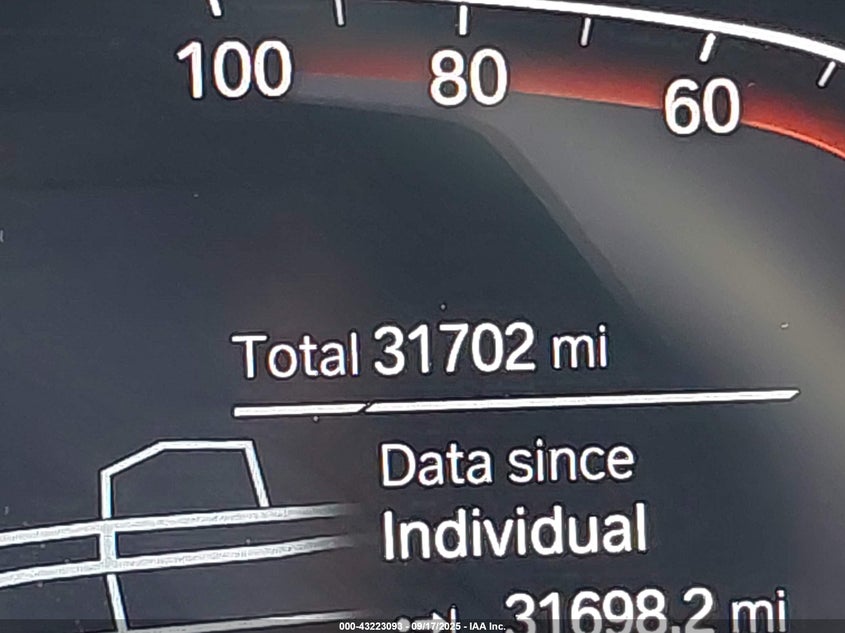 100 80 60
Total 31702 mi
Data since
Individual
31698.2 mi
000-43223093 - 09/17/2025 - IAA Inc.